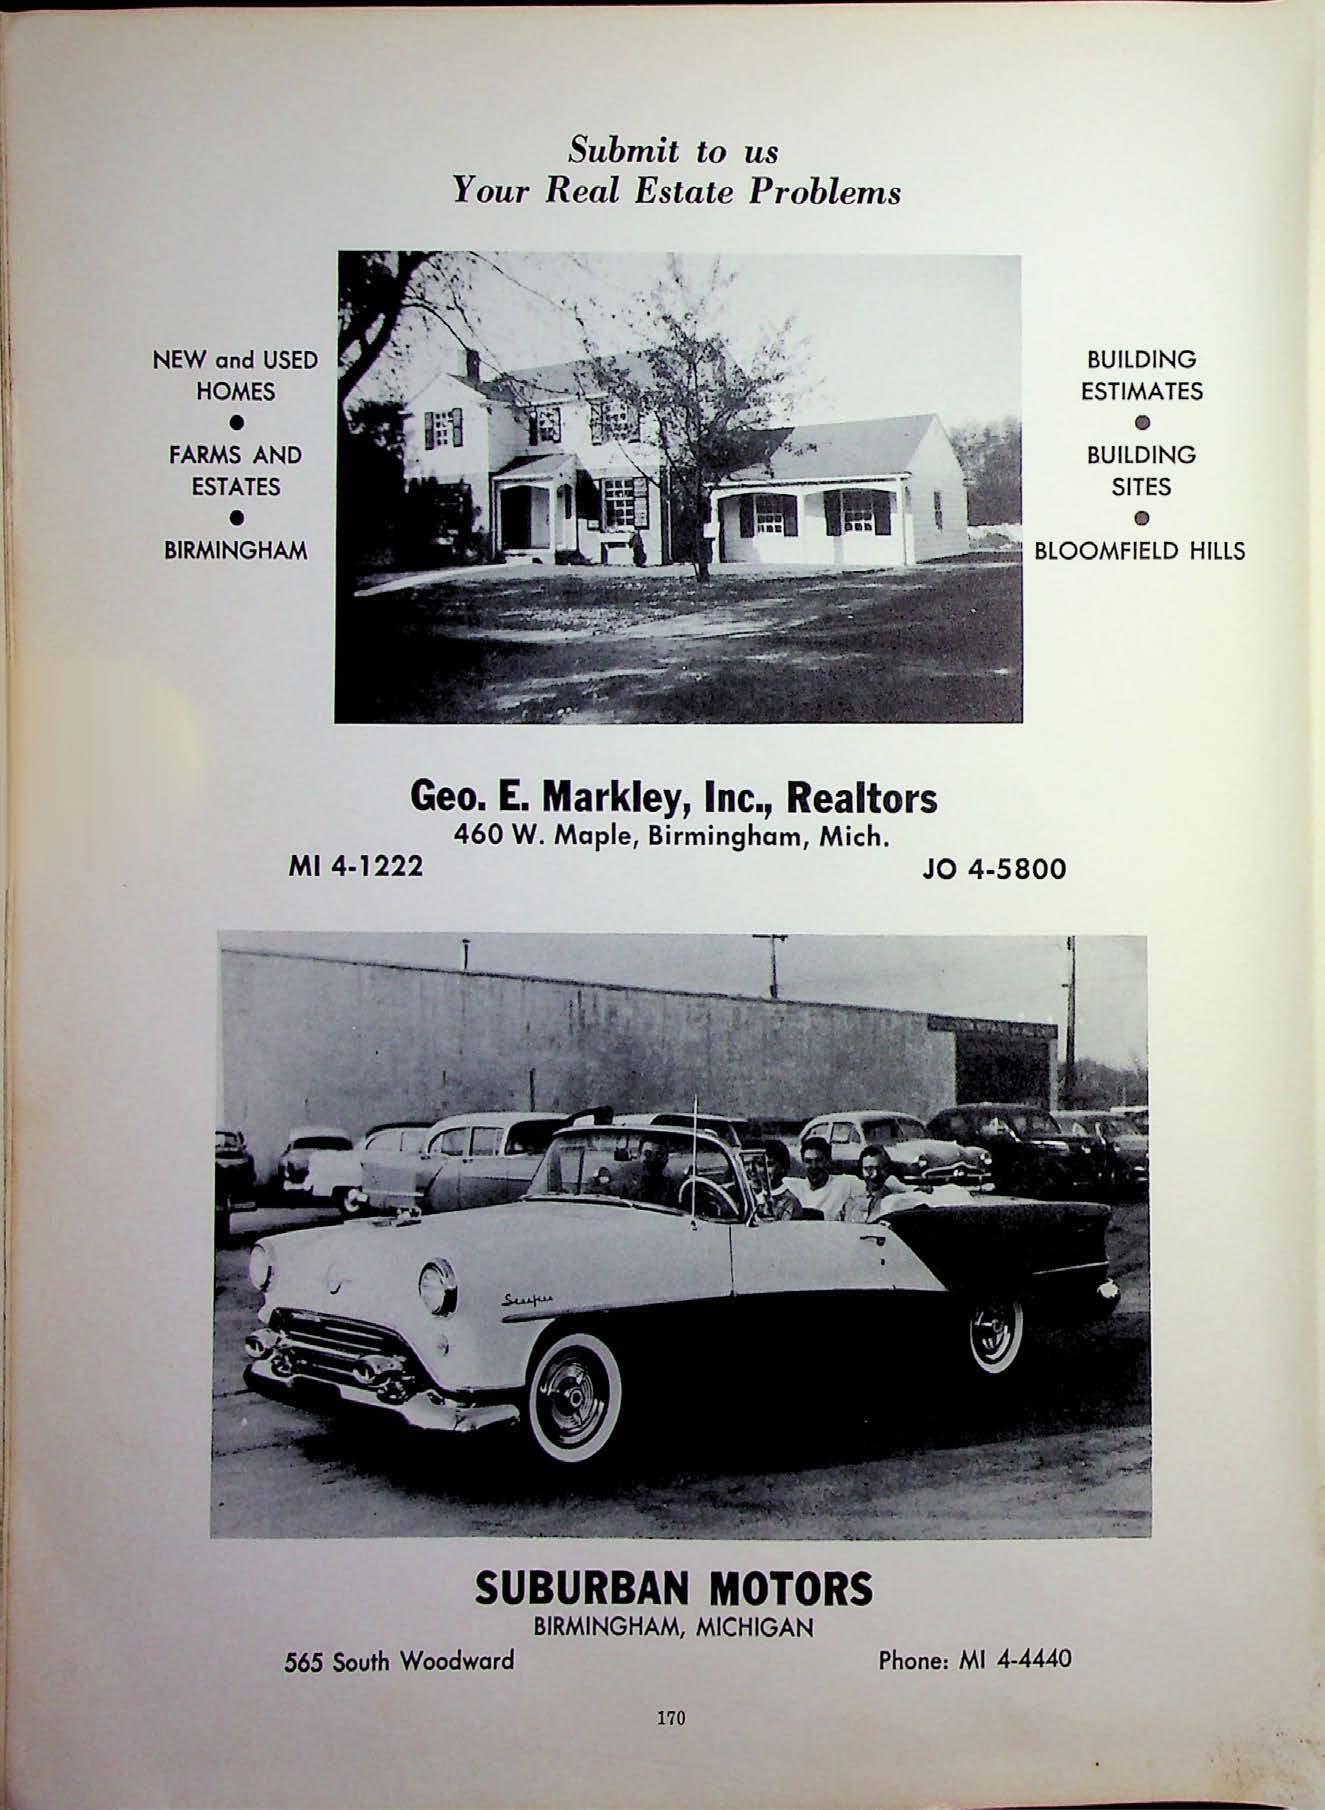 Submit to us
Your Real Estate Problems
NEW and USED
HOMES
●
FARMS AND
ESTATES
●
BIRMINGHAM
BUILDING
ESTIMATES
●
BUILDING
SITES
●
BLOOMFIELD HILLS
Geo. E. Markley, Inc., Realtors
460 W. Maple, Birmingham, Mich.
MI 4-1222
JO 4-5800
SUBURBAN MOTORS
BIRMINGHAM, MICHIGAN
565 South Woodward
Phone: MI 4-4440
170